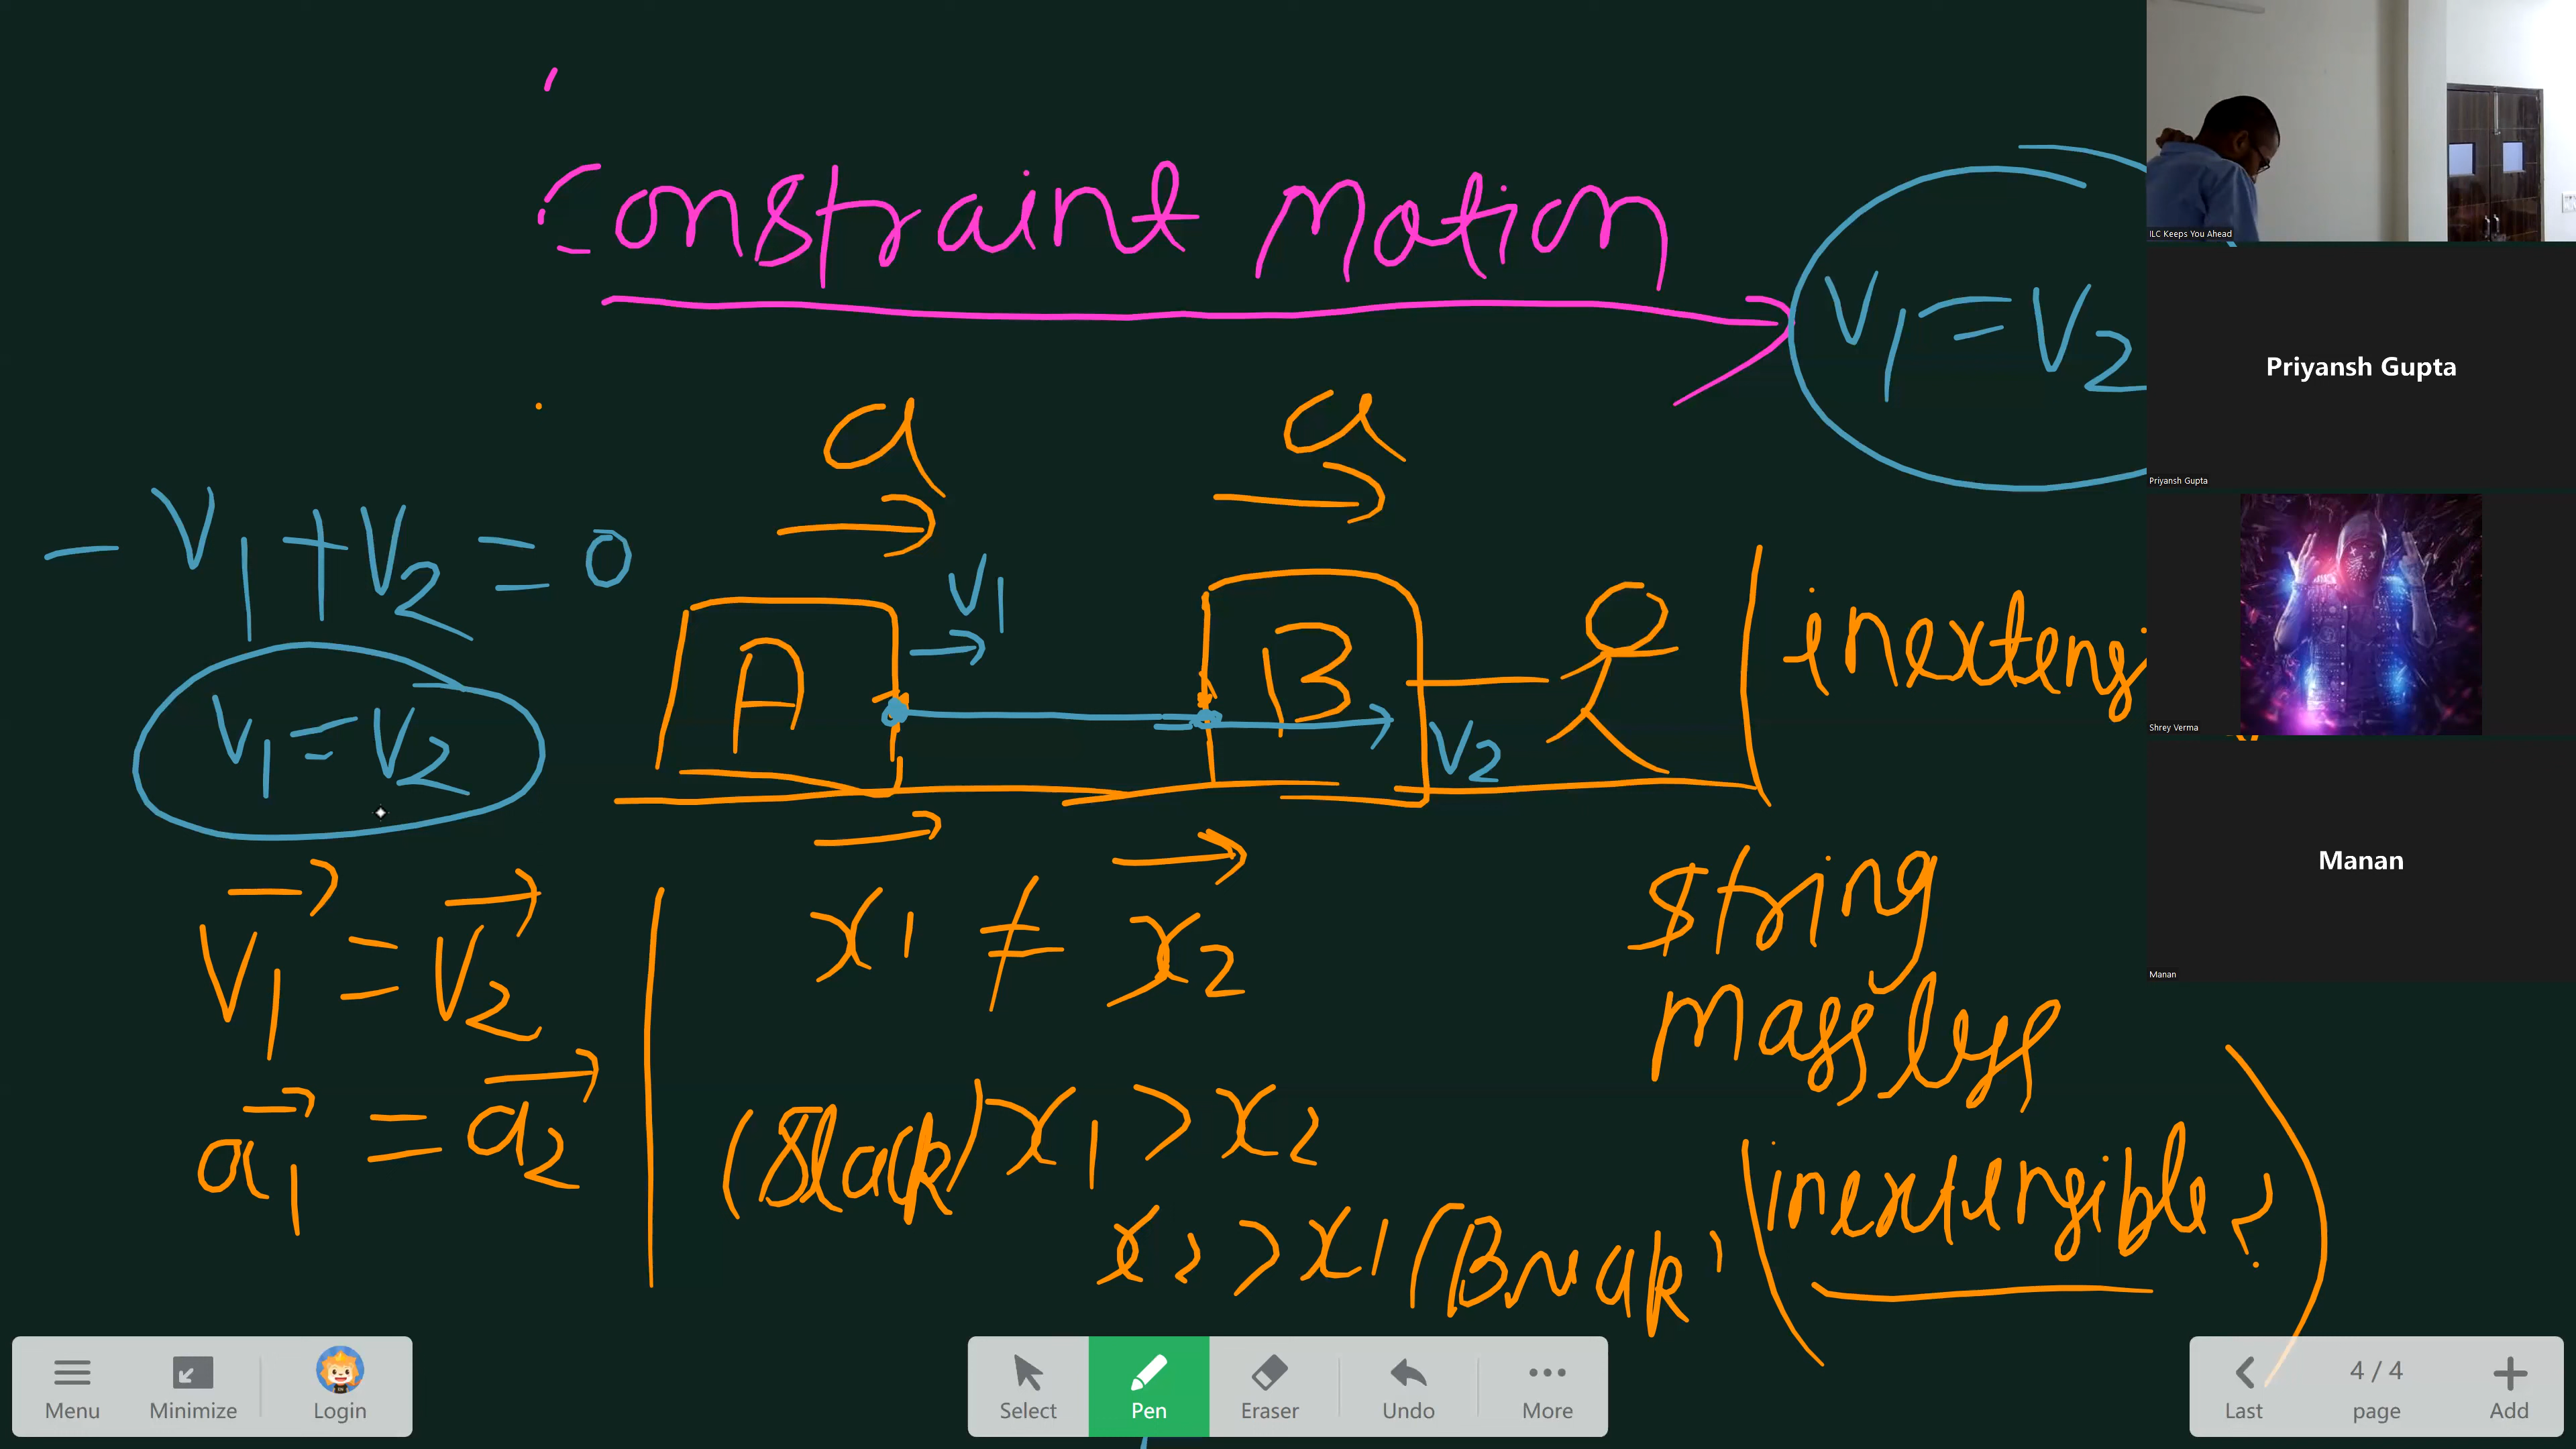 Constraint Motion
V1 = V2
a a
- V1 + V2 = 0
V1
A B
inextensi
V1 = V2
V2
V1 = V2
x1 ≠ x2
string
massless
a1 = a2
(Slack) x1 > x2
(inextensible?)
x2 > x1 (Break
ILC Keeps You Ahead
Priyansh Gupta
Priyansh Gupta
Shrey Verma
Manan
Manan
Menu Minimize Login
Select Pen Eraser Undo More
4 / 4
Last page Add